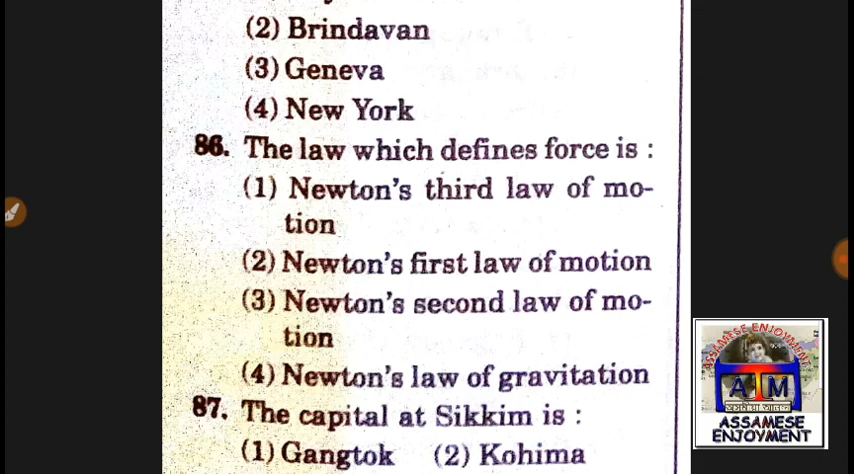 (2) Brindavan
(3) Geneva
(4) New York
86. The law which defines force is :
(1) Newton's third law of mo-
tion
(2) Newton's first law of motion
(3) Newton's second law of mo-
tion
(4) Newton's law of gravitation
87. The capital at Sikkim is :
(1) Gangtok (2) Kohima
ASSAMESE ENJOYMENT
ATM
ASSAMESE
ENJOYMENT